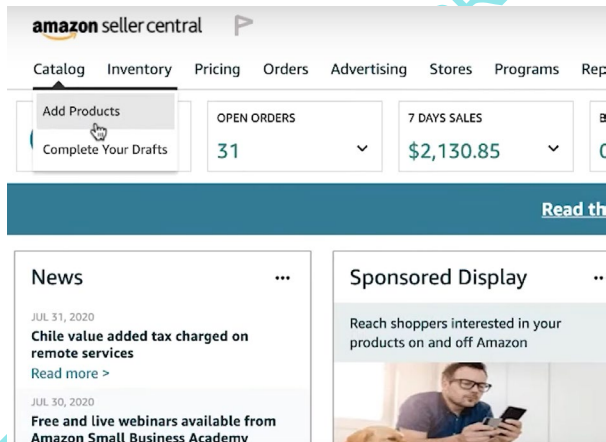 amazon seller central
Catalog Inventory Pricing Orders Advertising Stores Programs
Add Products
Complete Your Drafts
OPEN ORDERS
31
7 DAYS SALES
$2,130.85
Read
News
JUL 31, 2020
Chile value added tax charged on
remote services
Read more >
JUL 30, 2020
Free and live webinars available from
Amazon Small Business Academy
Sponsored Display
Reach shoppers interested in your
products on and off Amazon